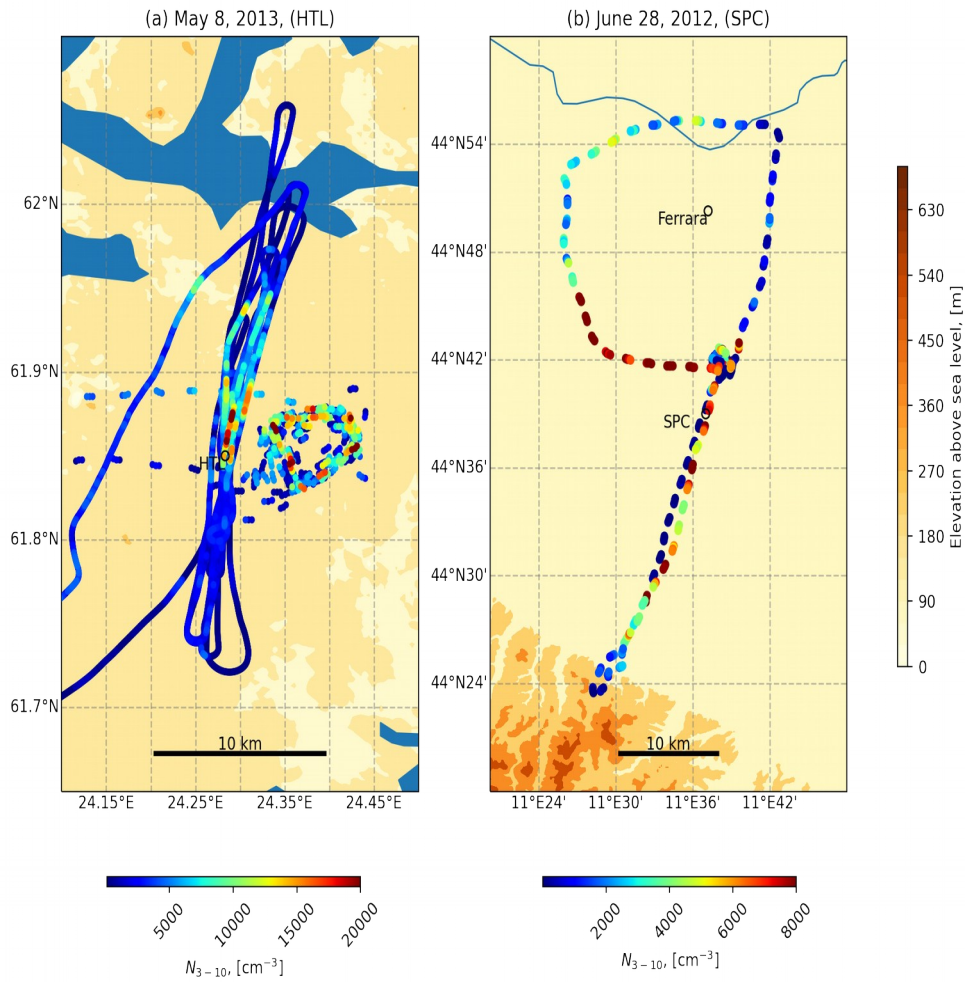 (a) May 8, 2013, (HTL)
(b) June 28, 2012, (SPC)
62°N
61.9°N
61.8°N
61.7°N
10 km
24.15°E
24.25°E
24.35°E
24.45°E
44°N54'
44°N48'
44°N42'
44°N36'
44°N30'
44°N24'
Ferrara
SPC
10 km
11°E24'
11°E30'
11°E36'
11°E42'
630
540
450
360
270
180
90
0
Elevation above sea level, [m]
5000
10000
15000
20000
N₃₋₁₀, [cm⁻³]
2000
4000
6000
8000
N₃₋₁₀, [cm⁻³]